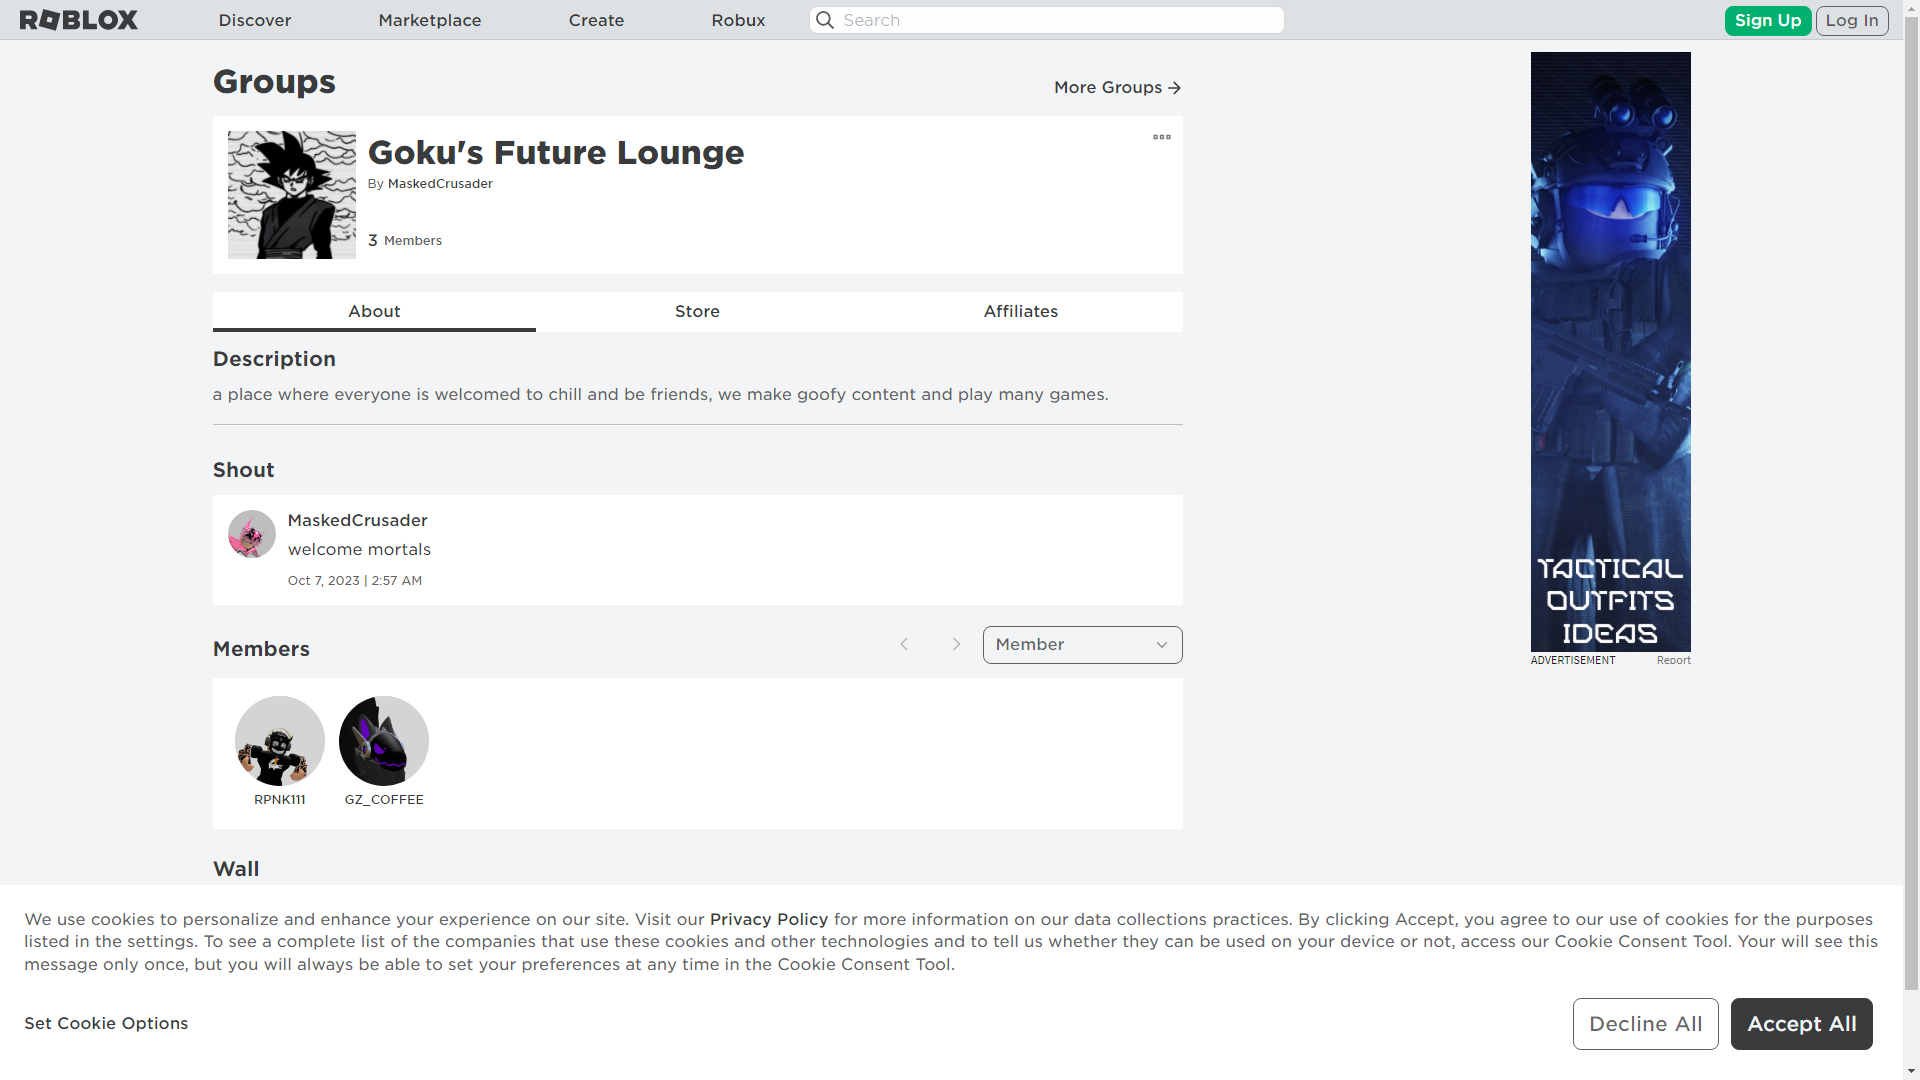 ROBLOX Discover Marketplace Create Robux Search Sign Up Log In
Groups
More Groups
Goku's Future Lounge
By MaskedCrusader
3 Members
About Store Affiliates
Description
a place where everyone is welcomed to chill and be friends, we make goofy content and play many games.
Shout
MaskedCrusader
welcome mortals
Oct 7, 2023 | 2:57 AM
Members
Member
RPNK111 GZ_COFFEE
Wall
TACTICAL
OUTFITS
IDEAS
ADVERTISEMENT Report
We use cookies to personalize and enhance your experience on our site. Visit our Privacy Policy for more information on our data collections practices. By clicking Accept, you agree to our use of cookies for the purposes
listed in the settings. To see a complete list of the companies that use these cookies and other technologies and to tell us whether they can be used on your device or not, access our Cookie Consent Tool. Your will see this
message only once, but you will always be able to set your preferences at any time in the Cookie Consent Tool.
Set Cookie Options
Decline All
Accept All